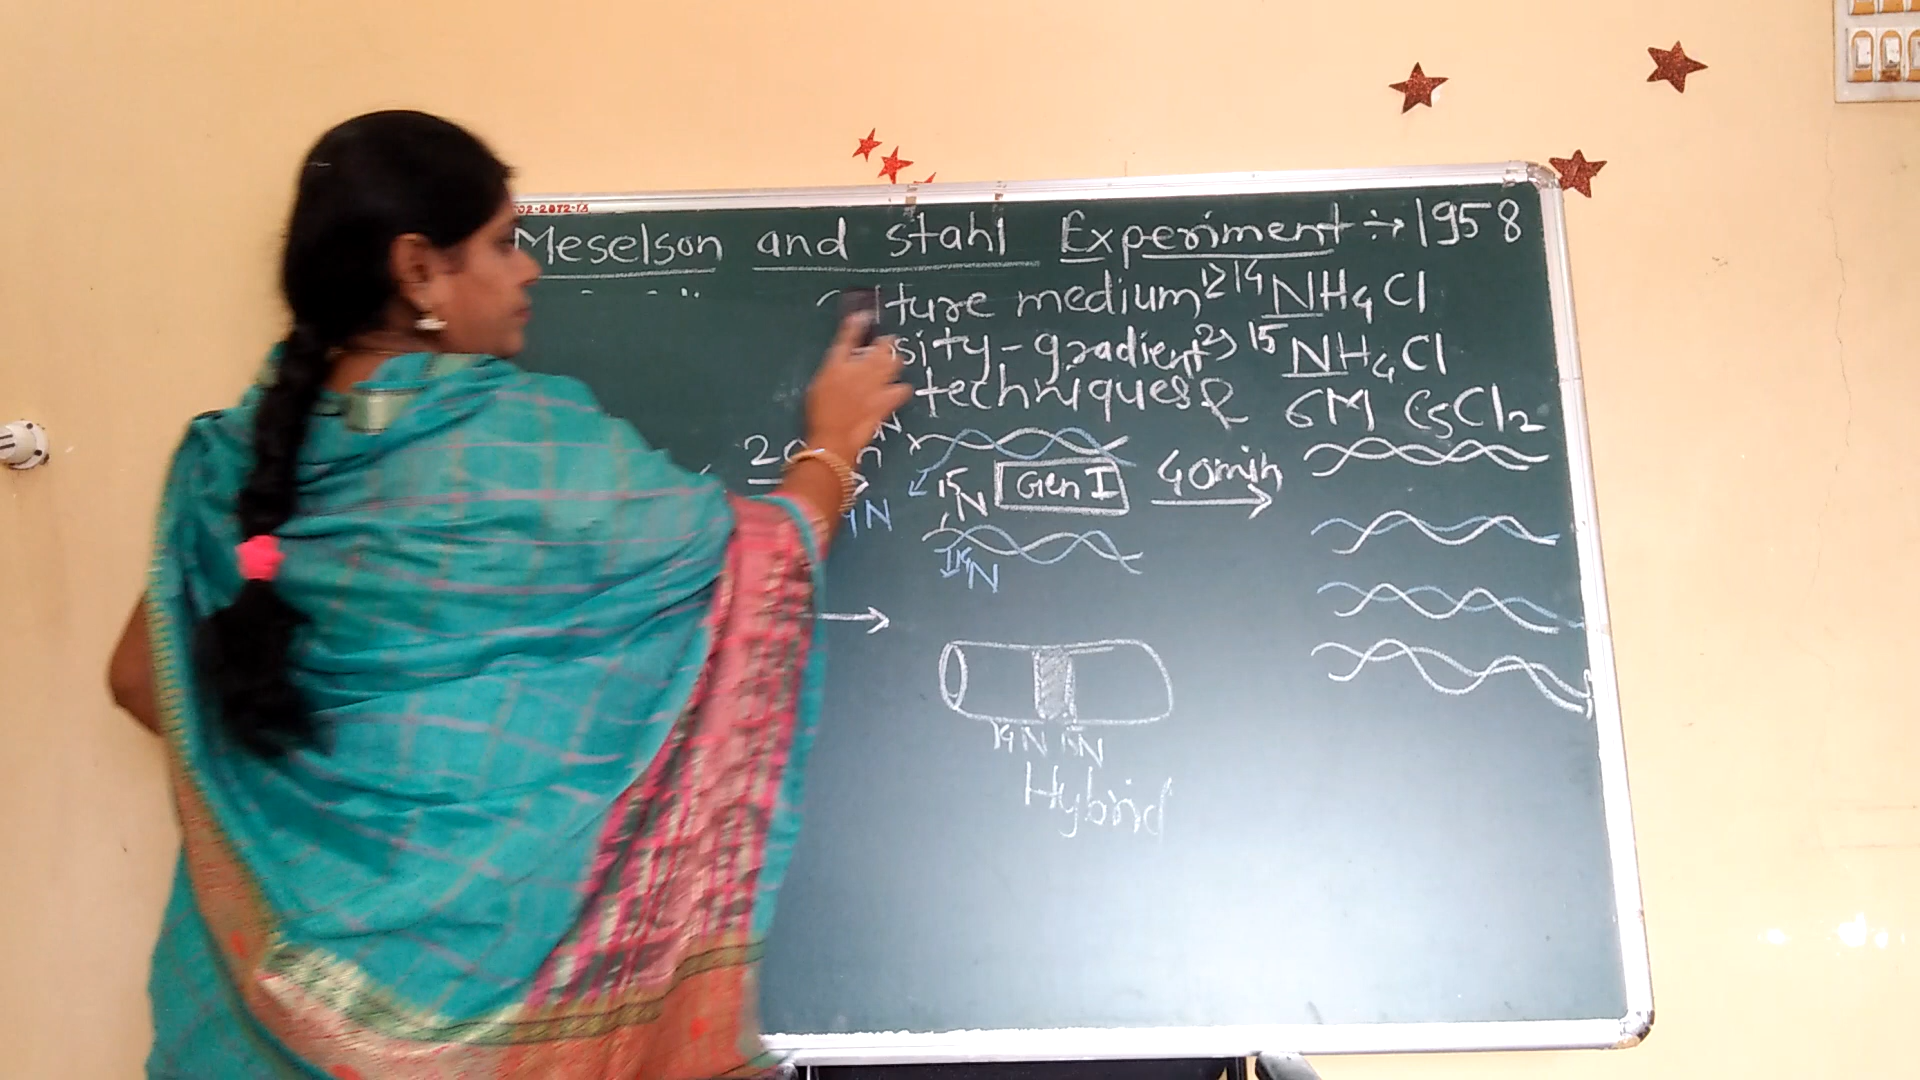 Meselson and stahl Experiment ÷→ 1958
ture medium 1) 14NH4Cl
sity-gradient 2) 15NH4Cl
techniques & 6M CsCl2
15N Gen I 40min
14N
14N 15N
Hybrid